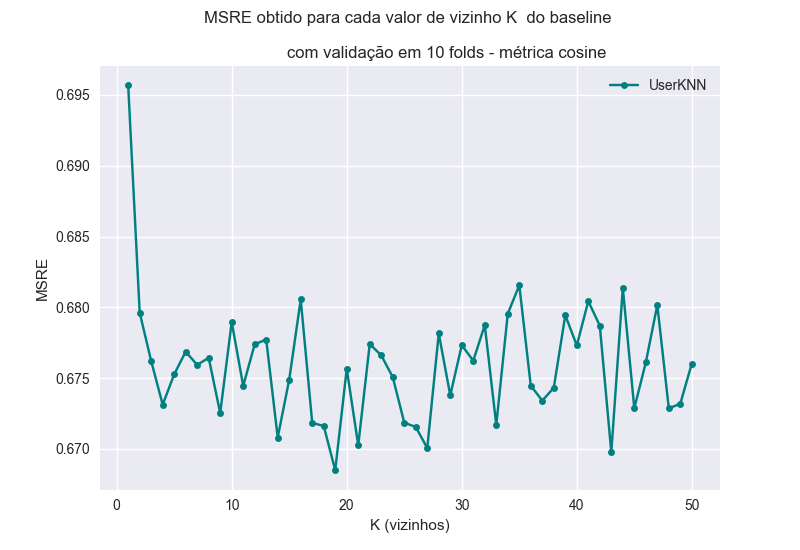 MSRE obtido para cada valor de vizinho K do baseline
com validação em 10 folds - métrica cosine
UserKNN
0.695
0.690
0.685
0.680
0.675
0.670
MSRE
0 10 20 30 40 50
K (vizinhos)